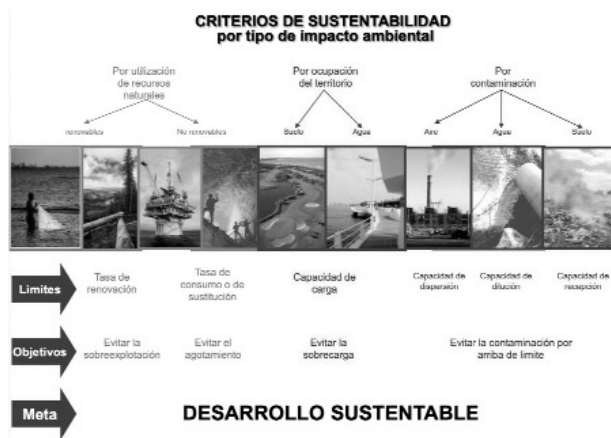 CRITERIOS DE SUSTENTABILIDAD
por tipo de impacto ambiental
Por utilización
de recursos
naturales
Por ocupación
del territorio
Por
contaminación
renovables
No renovables
Suelo
Agua
Aire
Agua
Suelo
Limites
Tasa de
renovación
Tasa de
consumo o de
sustitución
Capacidad de
carga
Capacidad de
dispersión
Capacidad de
dilución
Capacidad de
recepción
Objetivos
Evitar la
sobreexplotación
Evitar el
agotamiento
Evitar la
sobrecarga
Evitar la contaminación por
arriba de limite
Meta
DESARROLLO SUSTENTABLE